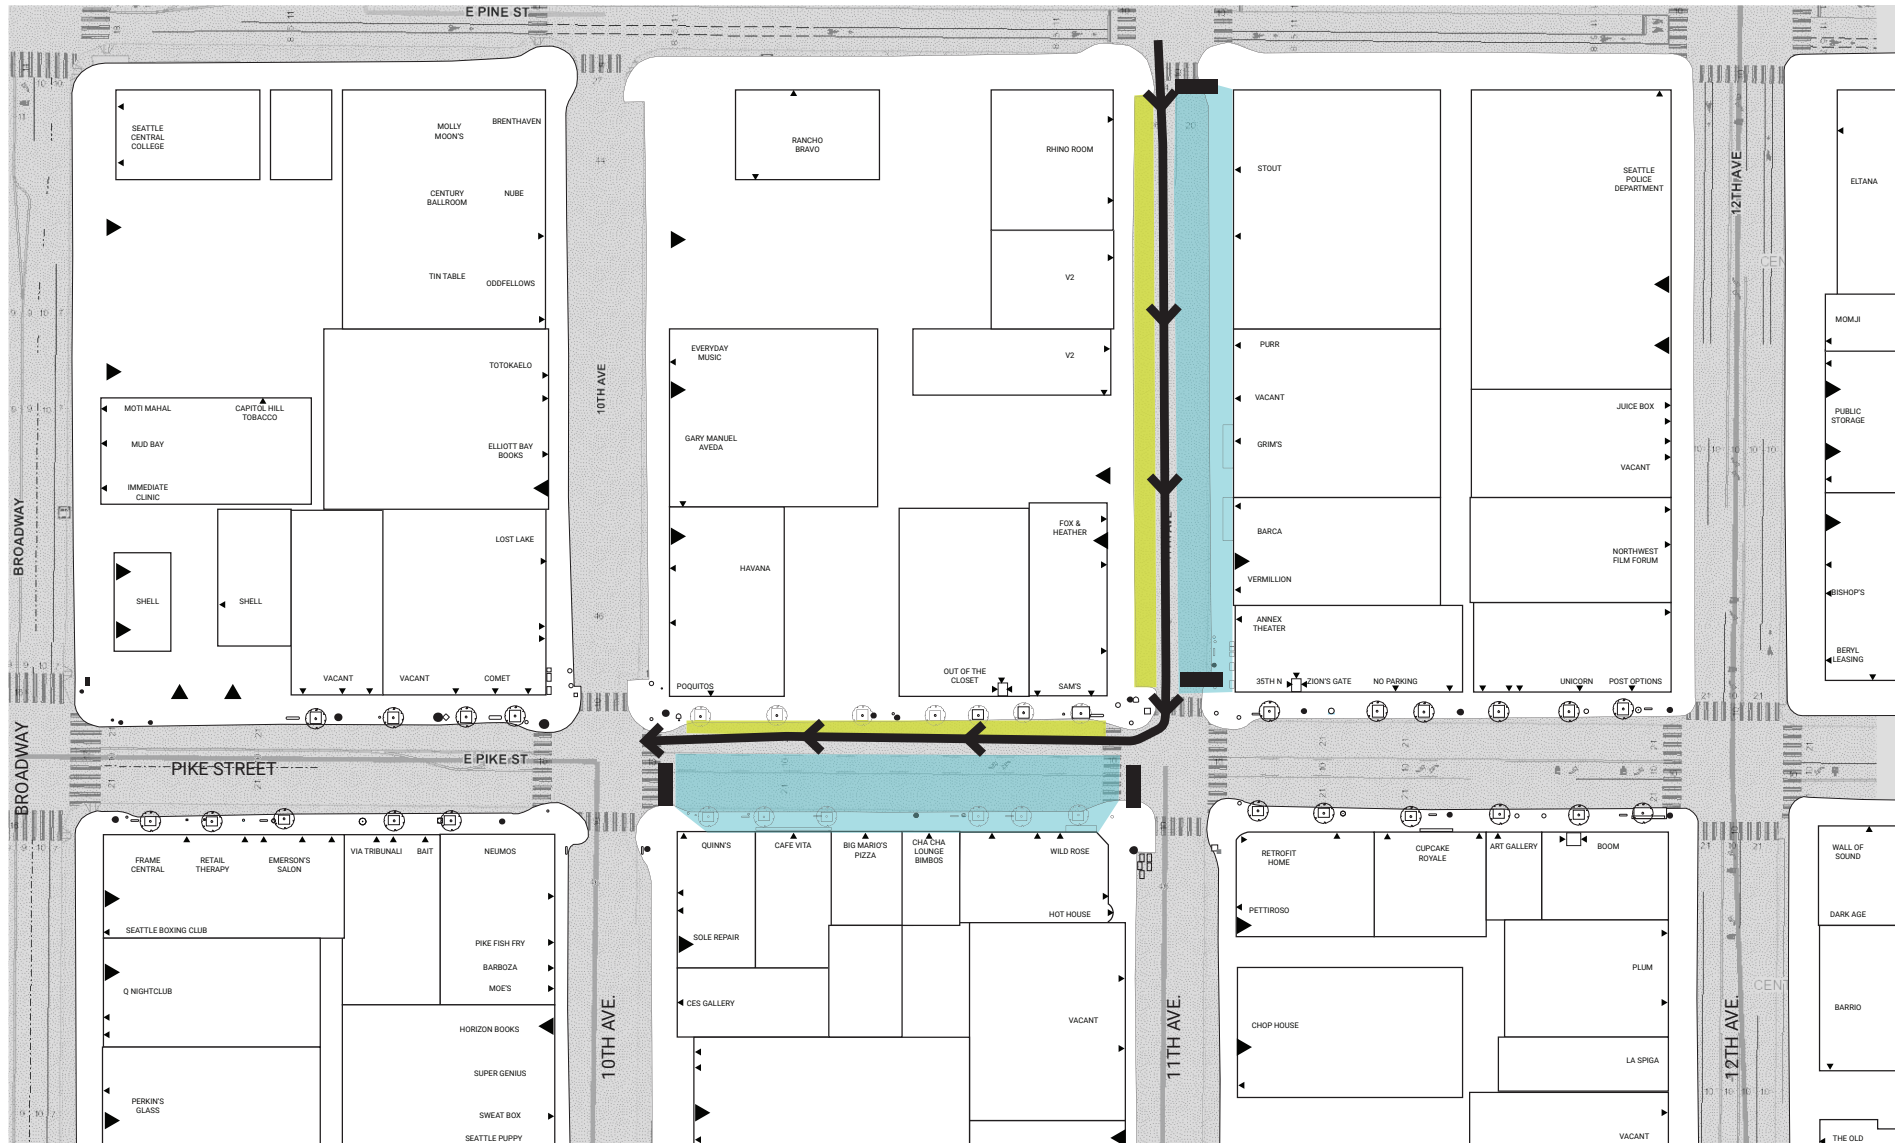 E PINE ST
SEATTLE
CENTRAL
COLLEGE
MOLLY
MOON'S
BRENTHAVEN
CENTURY
BALLROOM
NUBE
TIN TABLE
ODDFELLOWS
TOTOKAELO
MOTI MAHAL
CAPITOL HILL
TOBACCO
MUD BAY
IMMEDIATE
CLINIC
ELLIOTT BAY
BOOKS
LOST LAKE
SHELL
SHELL
VACANT
VACANT
COMET
BROADWAY
10TH AVE
RANCHO
BRAVO
RHINO ROOM
V2
V2
EVERYDAY
MUSIC
GARY MANUEL
AVEDA
HAVANA
FOX &
HEATHER
OUT OF THE
CLOSET
POQUITOS
SAM'S
STOUT
PURR
VACANT
GRIM'S
BARCA
VERMILLION
ANNEX
THEATER
35TH N
ZION'S GATE
NO PARKING
UNICORN
POST OPTIONS
SEATTLE
POLICE
DEPARTMENT
JUICE BOX
VACANT
NORTHWEST
FILM FORUM
12TH AVE
ELTANA
CEN
MOMJI
PUBLIC
STORAGE
BISHOP'S
BERYL
LEASING
BROADWAY
PIKE STREET
E PIKE ST
FRAME
CENTRAL
RETAIL
THERAPY
EMERSON'S
SALON
VIA TRIBUNALI
BAIT
NEUMOS
SEATTLE BOXING CLUB
PIKE FISH FRY
BARBOZA
MOE'S
Q NIGHTCLUB
HORIZON BOOKS
SUPER GENIUS
PERKIN'S
GLASS
SWEAT BOX
SEATTLE PUPPY
10TH AVE.
QUINN'S
CAFE VITA
BIG MARIO'S
PIZZA
CHA CHA
LOUNGE
BIMBOS
WILD ROSE
HOT HOUSE
SOLE REPAIR
CES GALLERY
VACANT
11TH AVE.
RETROFIT
HOME
CUPCAKE
ROYALE
ART GALLERY
BOOM
PETTIROSO
PLUM
CHOP HOUSE
LA SPIGA
VACANT
12TH AVE.
CENT
WALL OF
SOUND
DARK AGE
BARRIO
THE OLD